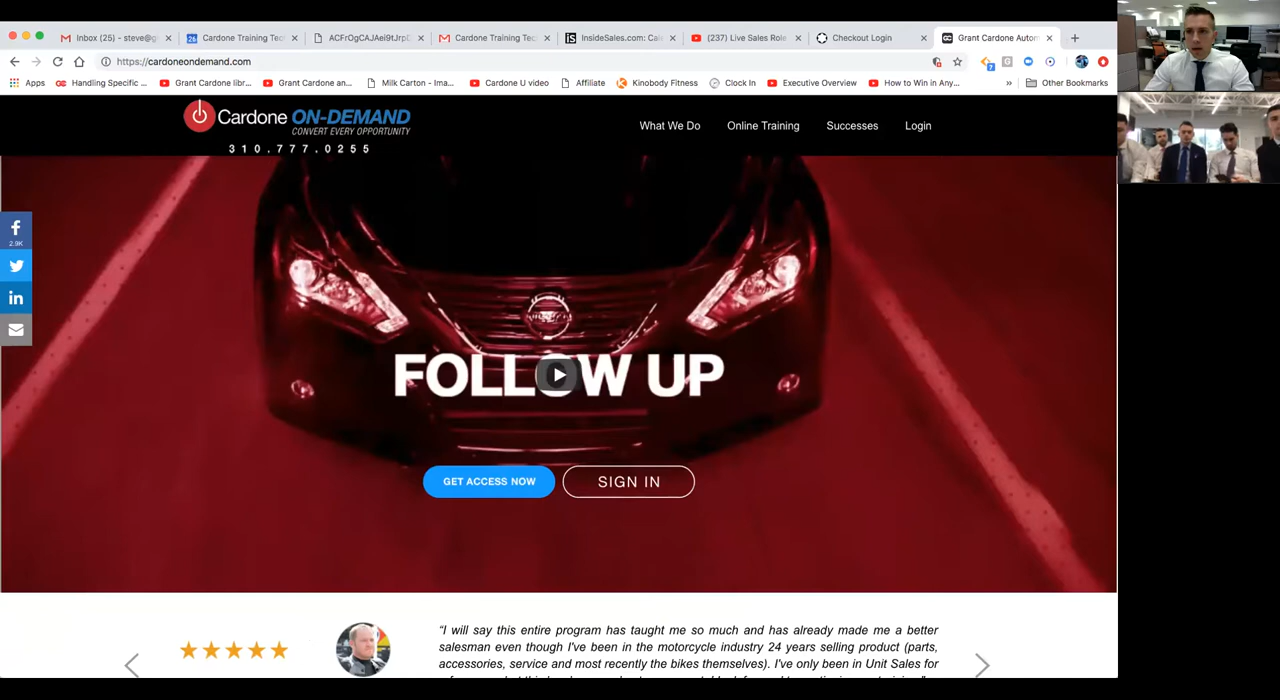 Inbox (25) - steve@g
Cardone Training Tec
ACFrOgCAJAei9tJrpD
Cardone Training Tec
InsideSales.com: Cal
(237) Live Sales Role
Checkout Login
Grant Cardone Autom
https://cardoneondemand.com
Apps
Handling Specific ...
Grant Cardone libr...
Grant Cardone an...
Milk Carton - Ima...
Cardone U video
Affiliate
Kinobody Fitness
Clock In
Executive Overview
How to Win in Any...
Other Bookmarks
Cardone ON-DEMAND
CONVERT EVERY OPPORTUNITY
310.777.0255
What We Do
Online Training
Successes
Login
2.9K
FOLLOW UP
GET ACCESS NOW
SIGN IN
“I will say this entire program has taught me so much and has already made me a better
salesman even though I've been in the motorcycle industry 24 years selling product (parts,
accessories, service and most recently the bikes themselves). I've only been in Unit Sales for